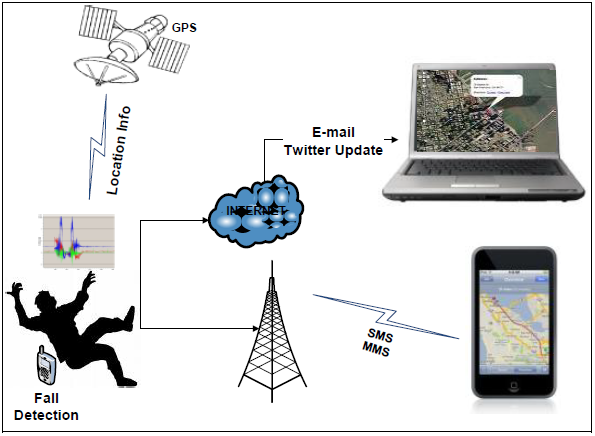 GPS
Location Info
E-mail
Twitter Update
INTERNET
SMS
MMS
Fall
Detection